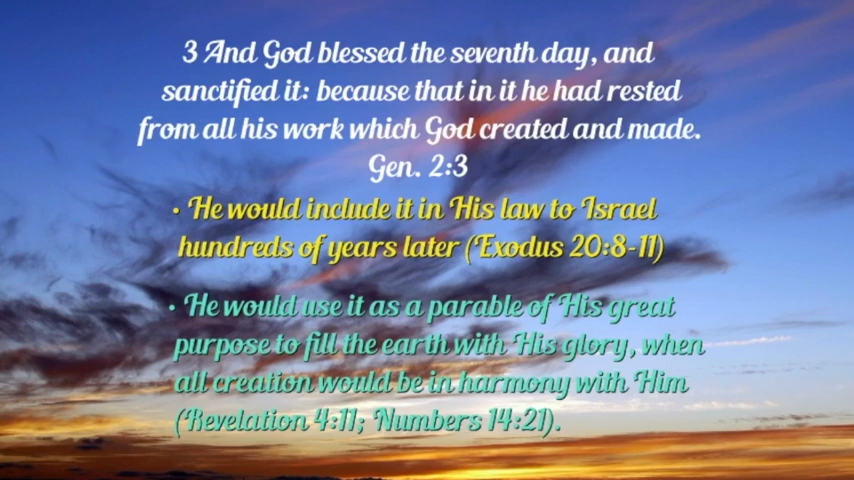 3 And God blessed the seventh day, and
sanctified it: because that in it he had rested
from all his work which God created and made.
Gen. 2:3
• He would include it in His law to Israel
hundreds of years later (Exodus 20:8-11)
• He would use it as a parable of His great
purpose to fill the earth with His glory, when
all creation would be in harmony with Him
(Revelation 4:11; Numbers 14:21).